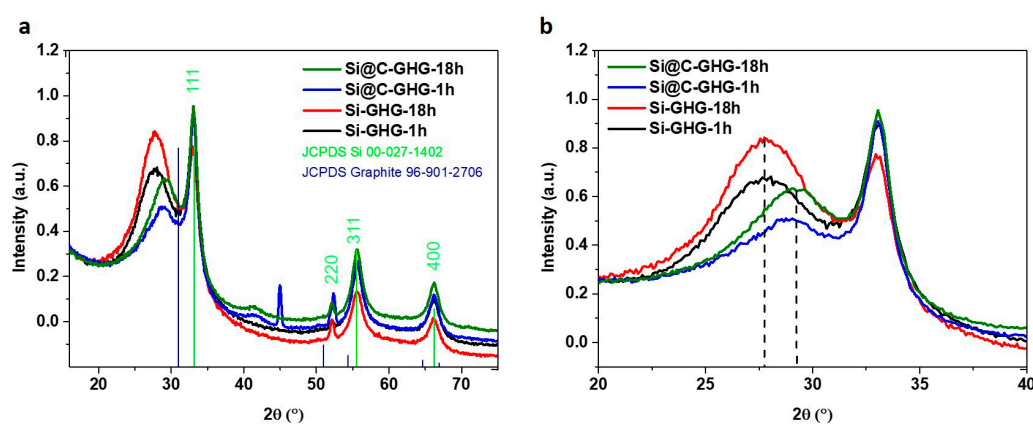 a
1.2
1.0
0.8
0.6
0.4
0.2
0.0
Intensity (a.u.)
20
30
40
50
60
70
2θ (°)
111
220
311
400
Si@C-GHG-18h
Si@C-GHG-1h
Si-GHG-18h
Si-GHG-1h
JCPDS Si 00-027-1402
JCPDS Graphite 96-901-2706
b
1.2
1.0
0.8
0.6
0.4
0.2
0.0
Intensity (a.u.)
20
25
30
35
40
2θ (°)
Si@C-GHG-18h
Si@C-GHG-1h
Si-GHG-18h
Si-GHG-1h